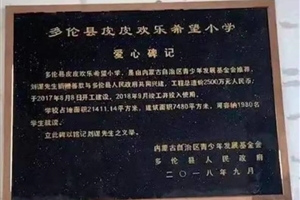 多伦县皮皮欢乐希望小学
爱心碑记
多伦县皮皮欢乐希望小学，是由内蒙古自治区青少年发展基金会推荐，
刘谋先生捐赠善款与多伦县人民政府共同兴建，工程总造价2500万元人民币，
于2017年8月8日开工建设，2018年8月竣工并投入使用。
学校占地面积21411.14平方米，建筑面积7480平方米，可容纳1980名
学生就读。
立此碑以铭记刘谋先生之义举。
内蒙古自治区青少年发展基金会
多伦县人民政府
二〇一八年九月